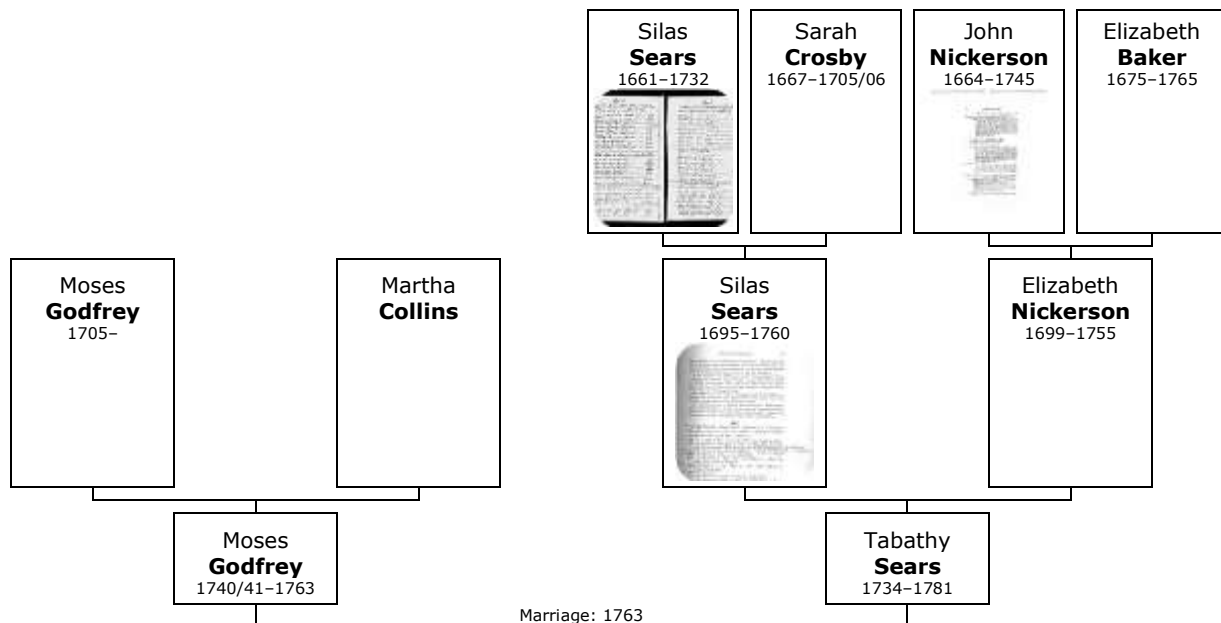 Silas
Sears
1661–1732
Sarah
Crosby
1667–1705/06
John
Nickerson
1664–1745
Elizabeth
Baker
1675–1765
Moses
Godfrey
1705–
Martha
Collins
Silas
Sears
1695–1760
Elizabeth
Nickerson
1699–1755
Moses
Godfrey
1740/41–1763
Tabathy
Sears
1734–1781
Marriage: 1763